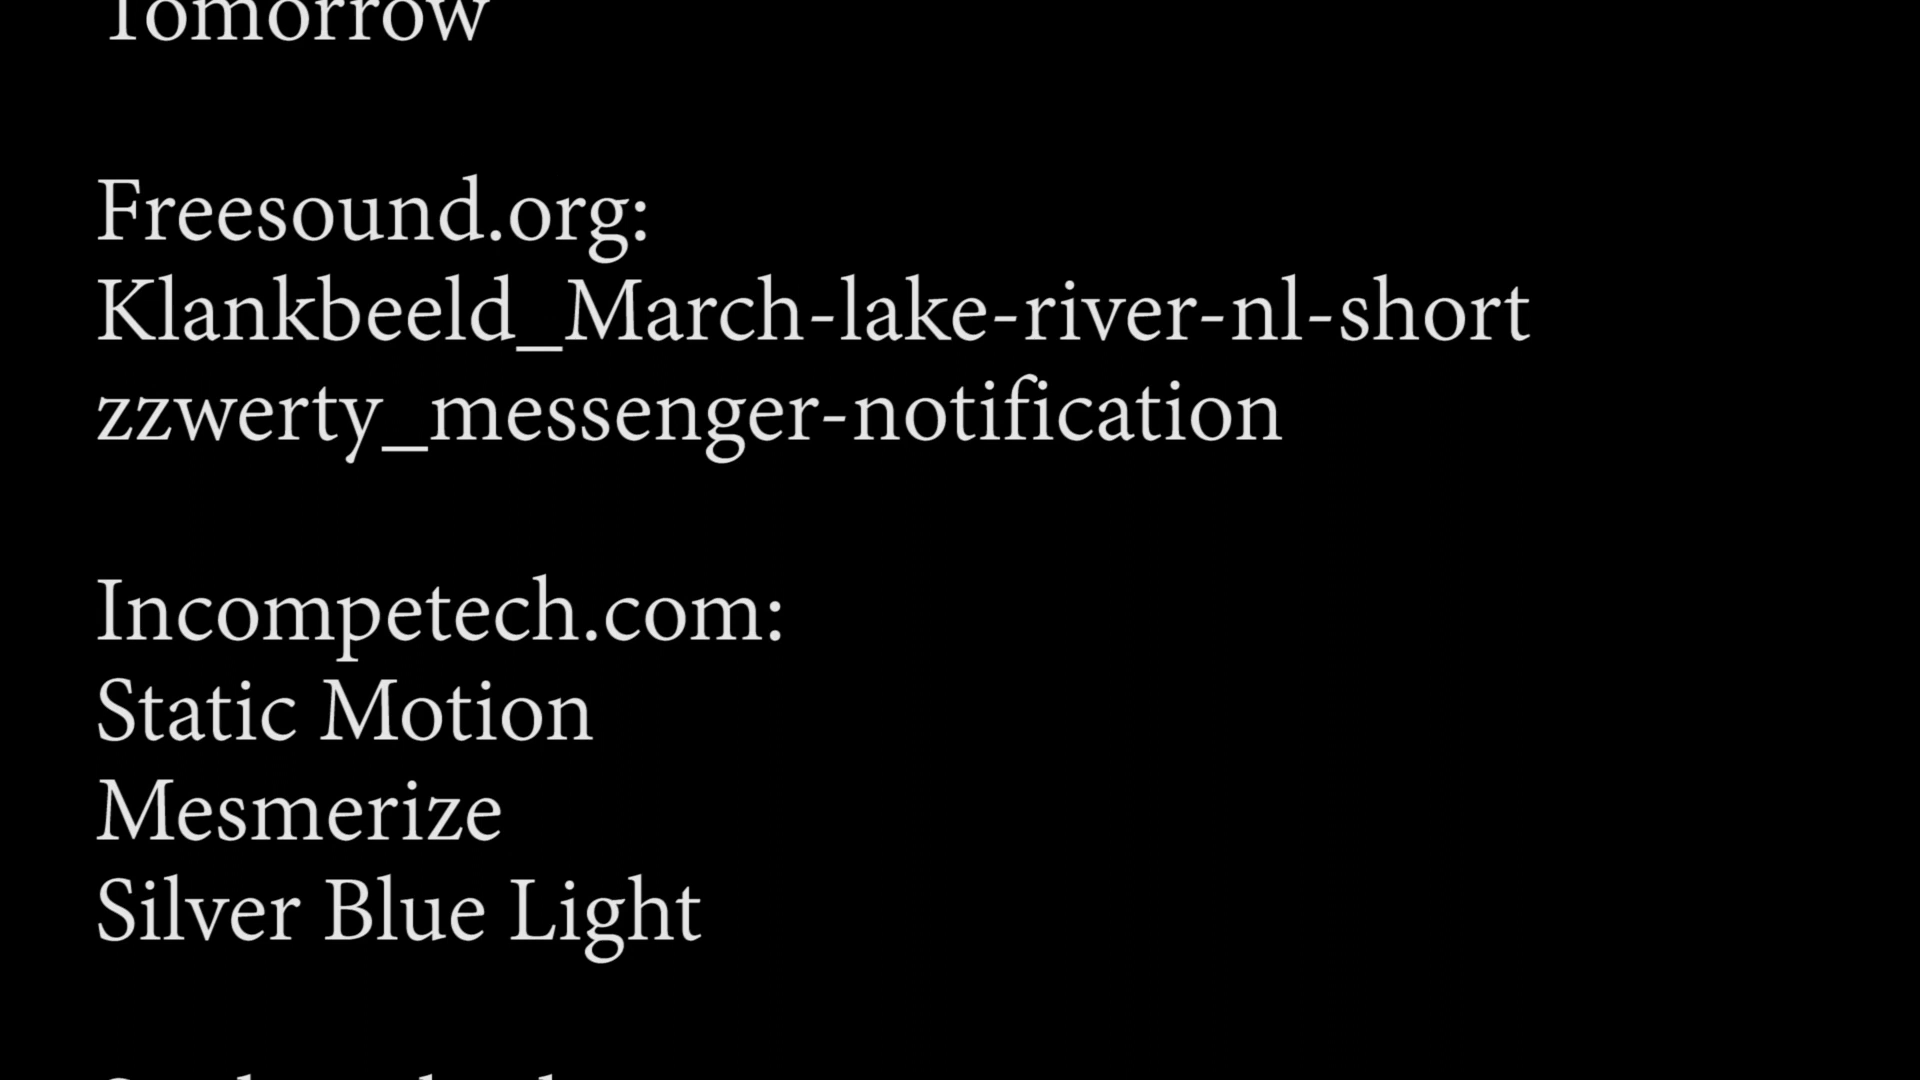 Tomorrow
Freesound.org:
Klankbeeld_March-lake-river-nl-short
zzwerty_messenger-notification
Incompetech.com:
Static Motion
Mesmerize
Silver Blue Light